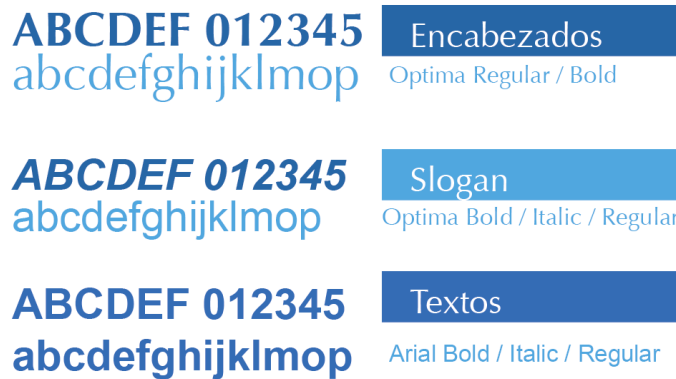 ABCDEF 012345
abcdefghijklmop
Encabezados
Optima Regular / Bold
ABCDEF 012345
abcdefghijklmop
Slogan
Optima Bold / Italic / Regular
ABCDEF 012345
abcdefghijklmop
Textos
Arial Bold / Italic / Regular